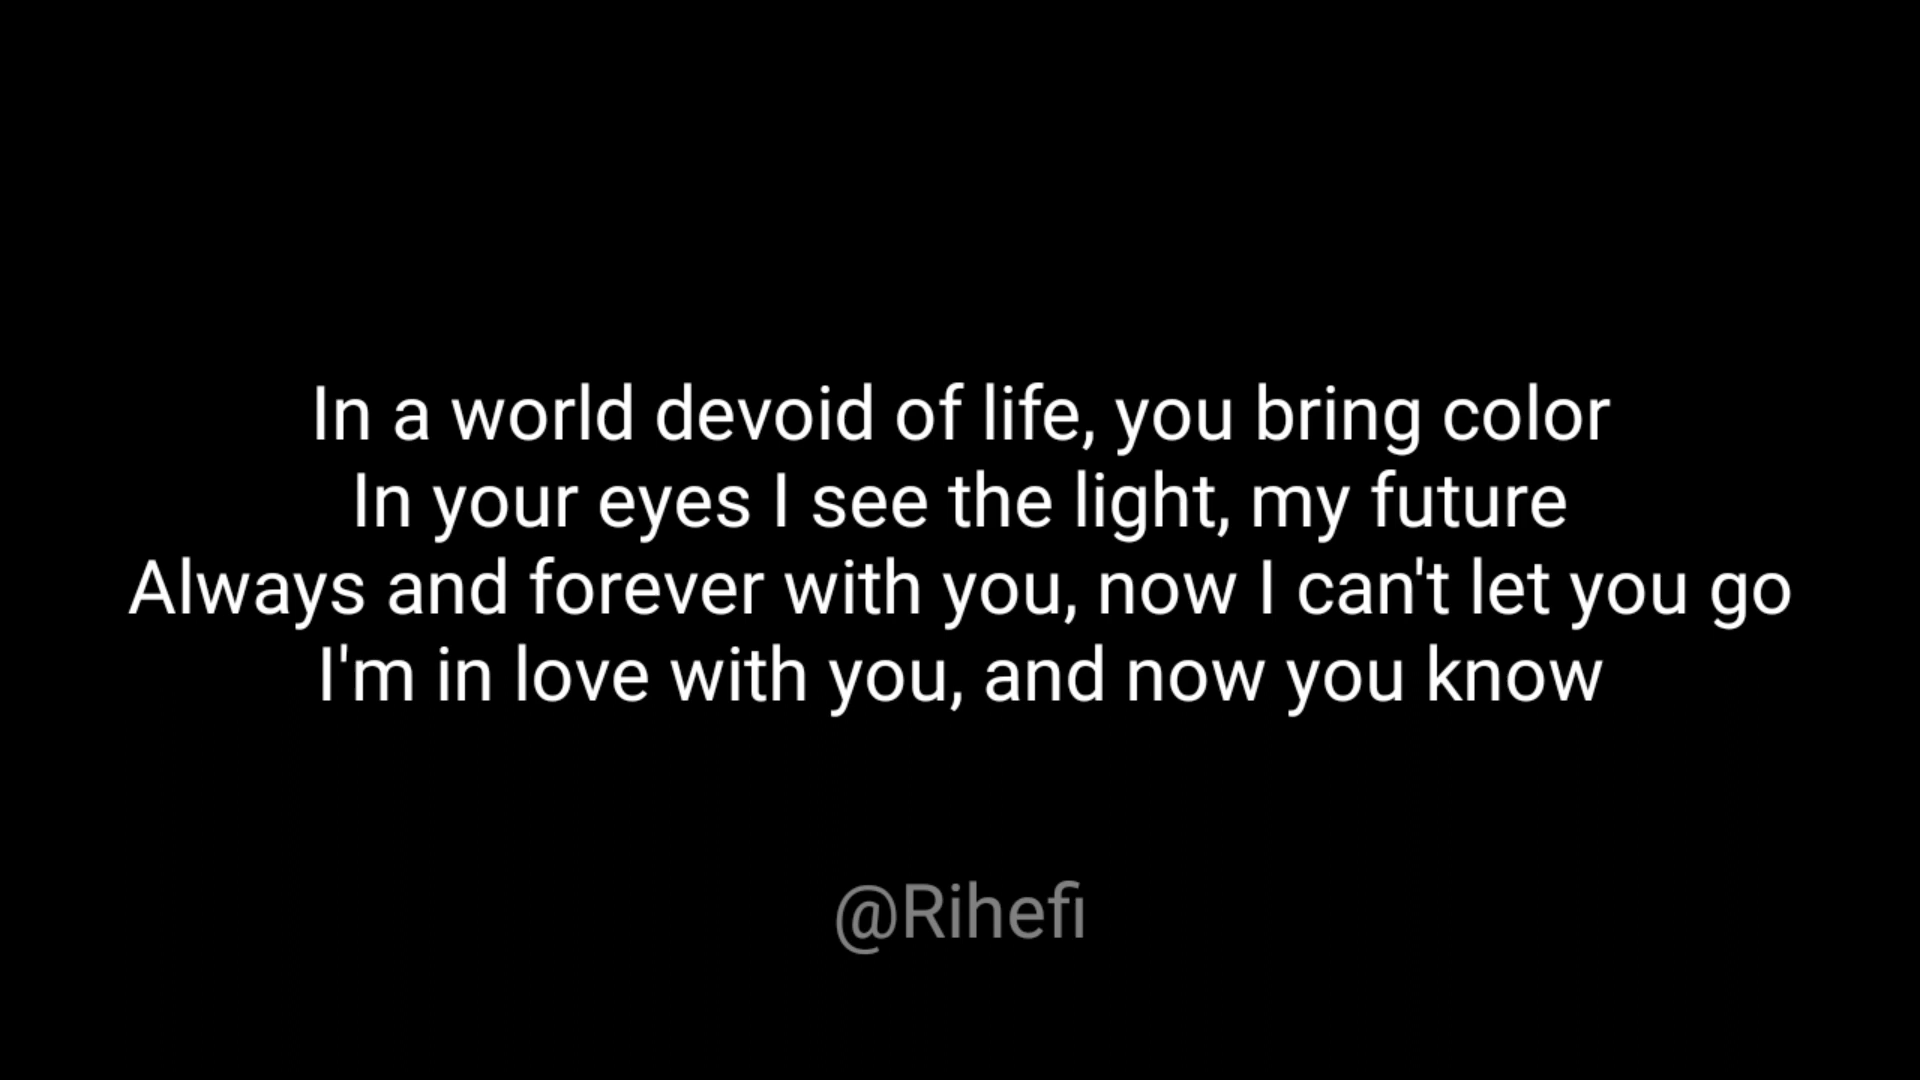 In a world devoid of life, you bring color
In your eyes I see the light, my future
Always and forever with you, now I can't let you go
I'm in love with you, and now you know
@Rihefi